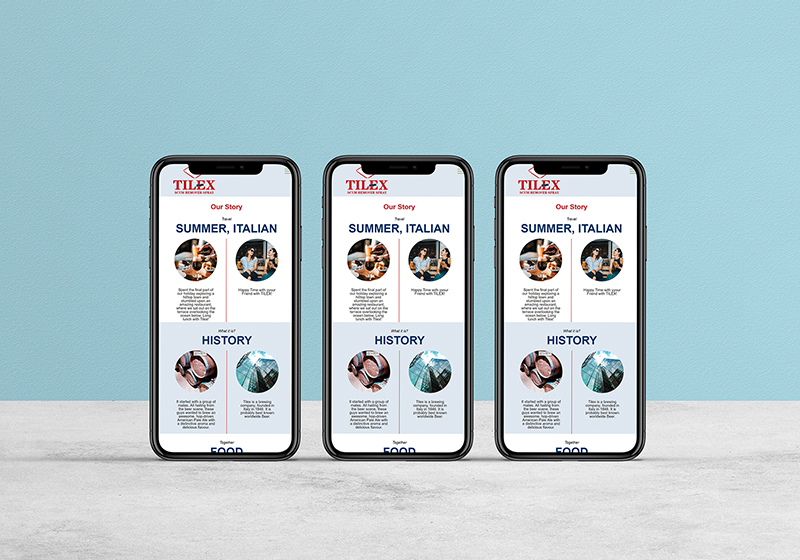 TILEX
SCUM REMOVER SPRAY
Our Story
Travel
SUMMER, ITALIAN
Spent the final part of
our holiday exploring a
hilltop town and
stumbled upon an
amazing restaurant,
where we sat out on the
terrace overlooking the
ocean below. Long
lunch with Tilex!
Happy Time with your
Friend with TILEX!
What it is?
HISTORY
It started with a group of
mates. All hailing from
the beer scene, these
guys wanted to brew an
awesome, hop-driven
American Pale Ale with
a distinctive aroma and
delicious flavour.
Tilex is a brewing
company, founded in
Italy in It is
probably best known
worldwide Beer.
Together
FOOD
TILEX
SCUM REMOVER SPRAY
Our Story
Travel
SUMMER, ITALIAN
Spent the final part of
our holiday exploring a
hilltop town and
stumbled upon an
amazing restaurant,
where we sat out on the
terrace overlooking the
ocean below. Long
lunch with Tilex!
Happy Time with your
Friend with TILEX!
What it is?
HISTORY
It started with a group of
mates. All hailing from
the beer scene, these
guys wanted to brew an
awesome, hop-driven
American Pale Ale with
a distinctive aroma and
delicious flavour.
Tilex is a brewing
company, founded in
Italy in It is
probably best known
worldwide Beer.
Together
FOOD
TILEX
SCUM REMOVER SPRAY
Our Story
Travel
SUMMER, ITALIAN
Spent the final part of
our holiday exploring a
hilltop town and
stumbled upon an
amazing restaurant,
where we sat out on the
terrace overlooking the
ocean below. Long
lunch with Tilex!
Happy Time with your
Friend with TILEX!
What it is?
HISTORY
It started with a group of
mates. All hailing from
the beer scene, these
guys wanted to brew an
awesome, hop-driven
American Pale Ale with
a distinctive aroma and
delicious flavour.
Tilex is a brewing
company, founded in
Italy in It is
probably best known
worldwide Beer.
Together
FOOD